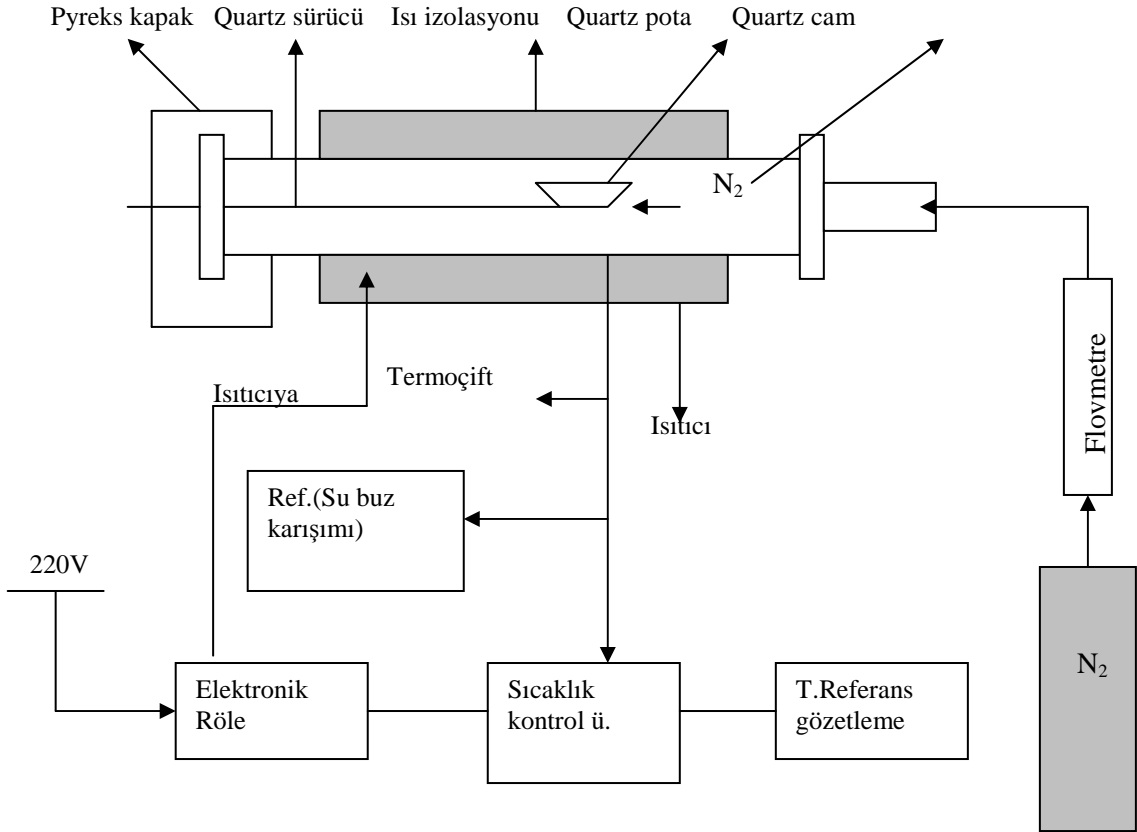 Pyreks kapak Quartz sürücü Isı izolasyonu Quartz pota Quartz cam
N₂
Isıtıcıya
Termoçift
Isıtıcı
Flovmetre
Ref.(Su buz
karışımı)
220V
Elektronik
Röle
Sıcaklık
kontrol ü.
T.Referans
gözetleme
N₂